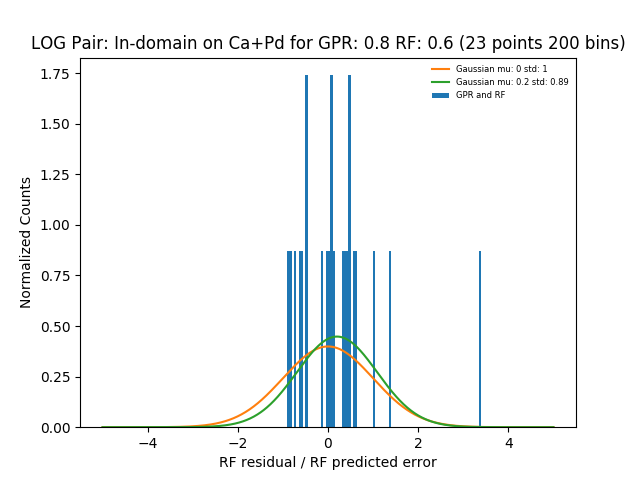 LOG Pair: In-domain on Ca+Pd for GPR: 0.8 RF: 0.6 (23 points 200 bins)
Gaussian mu: 0 std: 1
Gaussian mu: 0.2 std: 0.89
GPR and RF
Normalized Counts
1.75
1.50
1.25
1.00
0.75
0.50
0.25
0.00
−4
−2
0
2
4
RF residual / RF predicted error